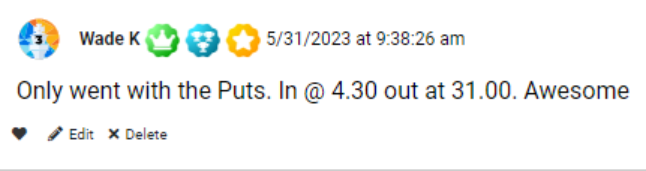 3 Wade K 5/31/2023 at 9:38:26 am
Only went with the Puts. In @ 4.30 out at 31.00. Awesome
Edit Delete